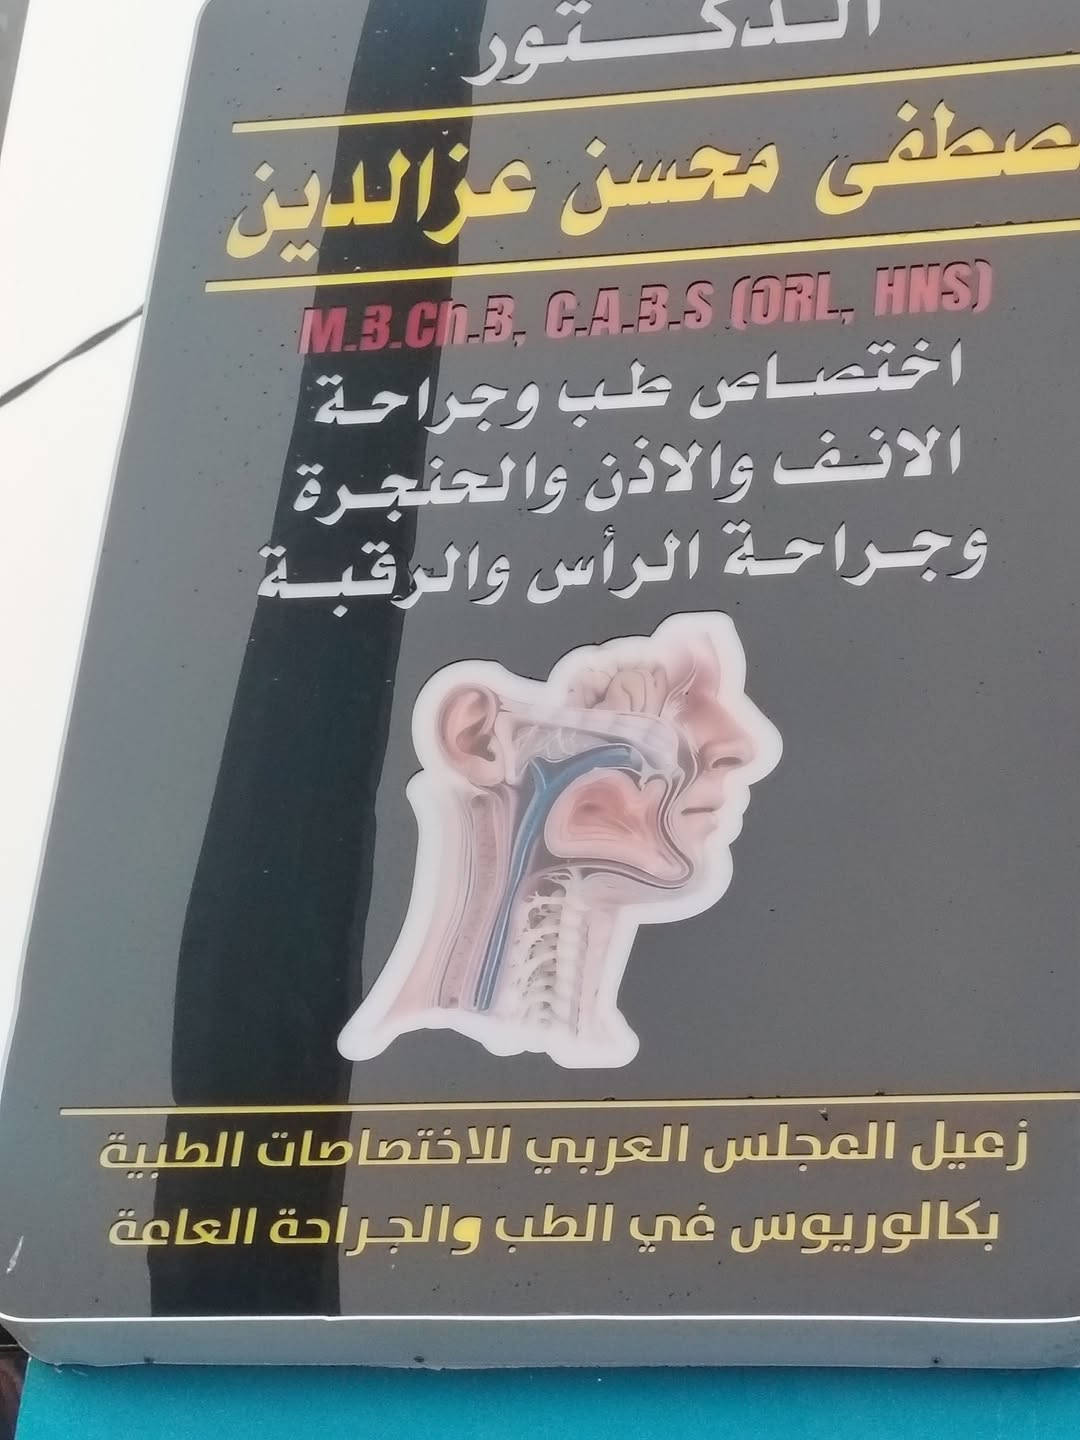 الدكتور
مصطفى محسن عزالدين
M.B.Ch.B, C.A.B.S (ORL, HNS)
اختصاص طب وجراحة
الانف والاذن والحنجرة
وجراحة الرأس والرقبة
زعيل المجلس العربي للاختصاصات الطبية
بكالوريوس في الطب والجراحة العامة